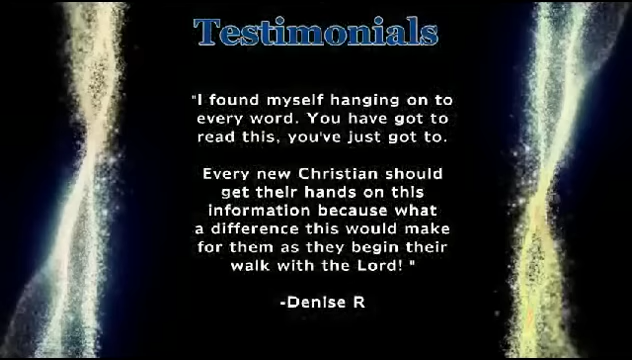 Testimonials
"I found myself hanging on to
every word. You have got to
read this, you've just got to.
Every new Christian should
get their hands on this
information because what
a difference this would make
for them as they begin their
walk with the Lord! "
-Denise R